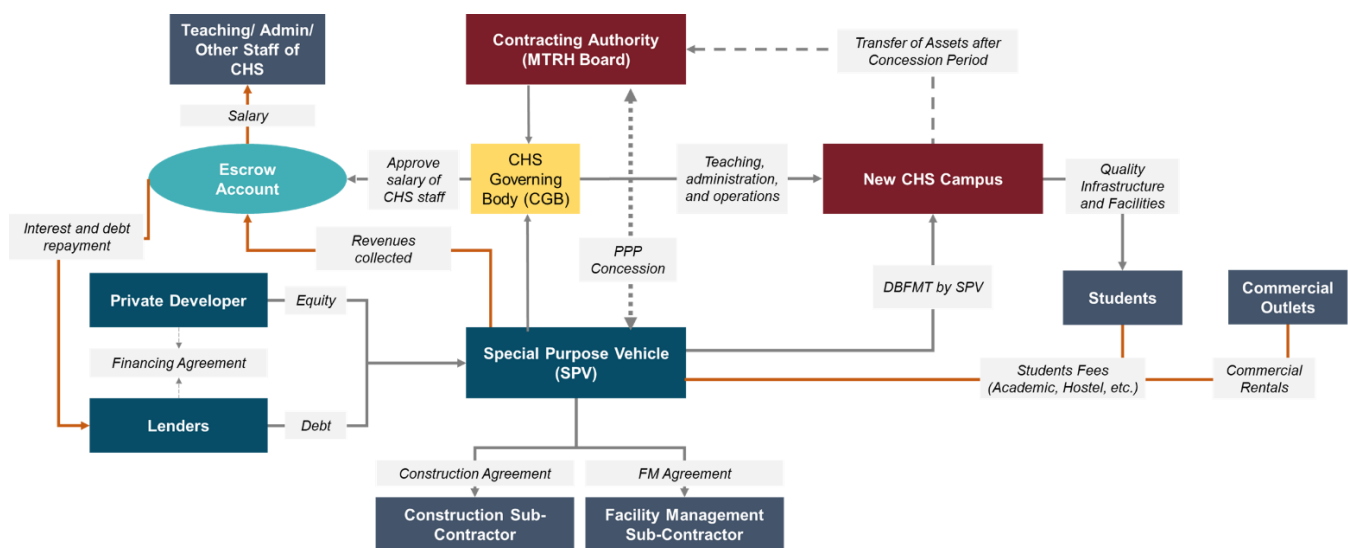 Teaching/ Admin/
Other Staff of
CHS
Contracting Authority
(MTRH Board)
Transfer of Assets after
Concession Period
Salary
Escrow
Account
Approve
salary of
CHS staff
CHS
Governing
Body (CGB)
Teaching,
administration,
and operations
New CHS Campus
Quality
Infrastructure
and Facilities
Interest and debt
repayment
Revenues
collected
PPP
Concession
DBFMT by SPV
Private Developer
Equity
Students
Commercial
Outlets
Financing Agreement
Special Purpose Vehicle
(SPV)
Students Fees
(Academic, Hostel, etc.)
Commercial
Rentals
Lenders
Debt
Construction Agreement
FM Agreement
Construction Sub-
Contractor
Facility Management
Sub-Contractor